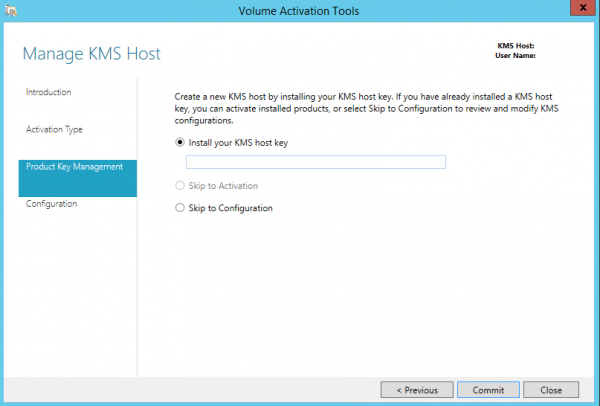 Volume Activation Tools
Manage KMS Host
KMS Host:
User Name:
Introduction
Activation Type
Product Key Management
Configuration
Create a new KMS host by installing your KMS host key. If you have already installed a KMS host
key, you can activate installed products, or select Skip to Configuration to review and modify KMS
configurations.
Install your KMS host key
Skip to Activation
Skip to Configuration
< Previous
Commit
Close